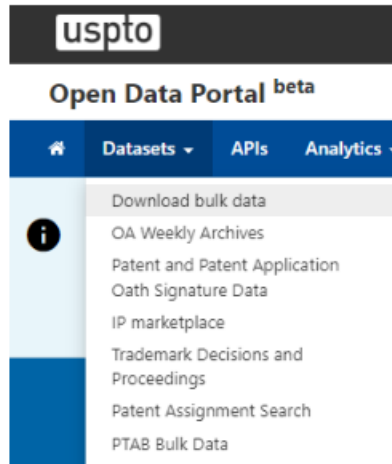 uspto
Open Data Portal beta
Datasets APIs Analytics
Download bulk data
OA Weekly Archives
Patent and Patent Application
Oath Signature Data
IP marketplace
Trademark Decisions and
Proceedings
Patent Assignment Search
PTAB Bulk Data